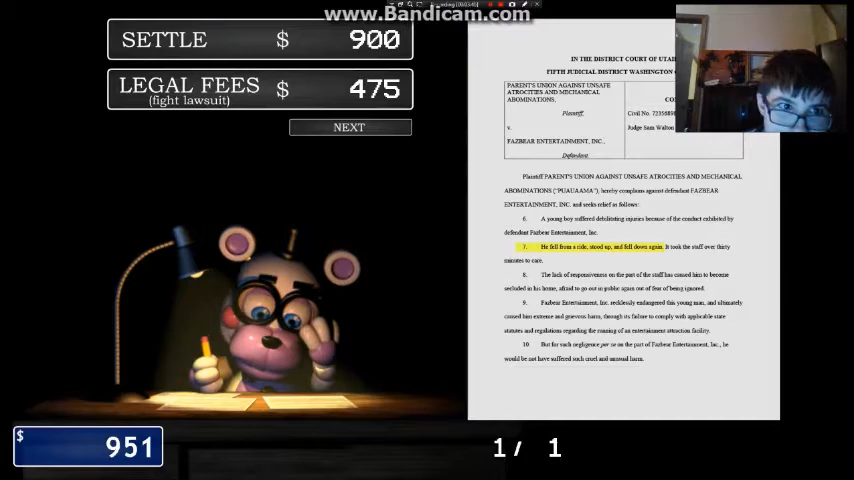 www.Bandicam.com
SETTLE $ 900
LEGAL FEES $ 475
(fight lawsuit)
NEXT
IN THE DISTRICT COURT OF UTAH
FIFTH JUDICIAL DISTRICT WASHINGTON
PARENT'S UNION AGAINST UNSAFE
ATROCITIES AND MECHANICAL
ABOMINATIONS,
Plaintiff,
v.
FAZBEAR ENTERTAINMENT, INC.,
Defendant.
CO
Civil No. 7235689
Judge Sam Walton
Plaintiff PARENT'S UNION AGAINST UNSAFE ATROCITIES AND MECHANICAL
ABOMINATIONS ("PUAUAAMA"), hereby complains against defendant FAZBEAR
ENTERTAINMENT, INC. and seeks relief as follows:
6. A young boy suffered debilitating injuries because of the conduct exhibited by
defendant Fazbear Entertainment, Inc.
7. He fell from a ride, stood up, and fell down again. It took the staff over thirty
minutes to care.
8. The lack of responsiveness on the part of the staff has caused him to become
secluded in his home, afraid to go out in public again out of fear of being ignored.
9. Fazbear Entertainment, Inc. recklessly endangered this young man, and ultimately
caused him extreme and grievous harm, through its failure to comply with applicable state
statutes and regulations regarding the running of an entertainment attraction facility.
10. But for such negligence per se on the part of Fazbear Entertainment, Inc., he
would be not have suffered such cruel and unusual harm.
$ 951
1 / 1